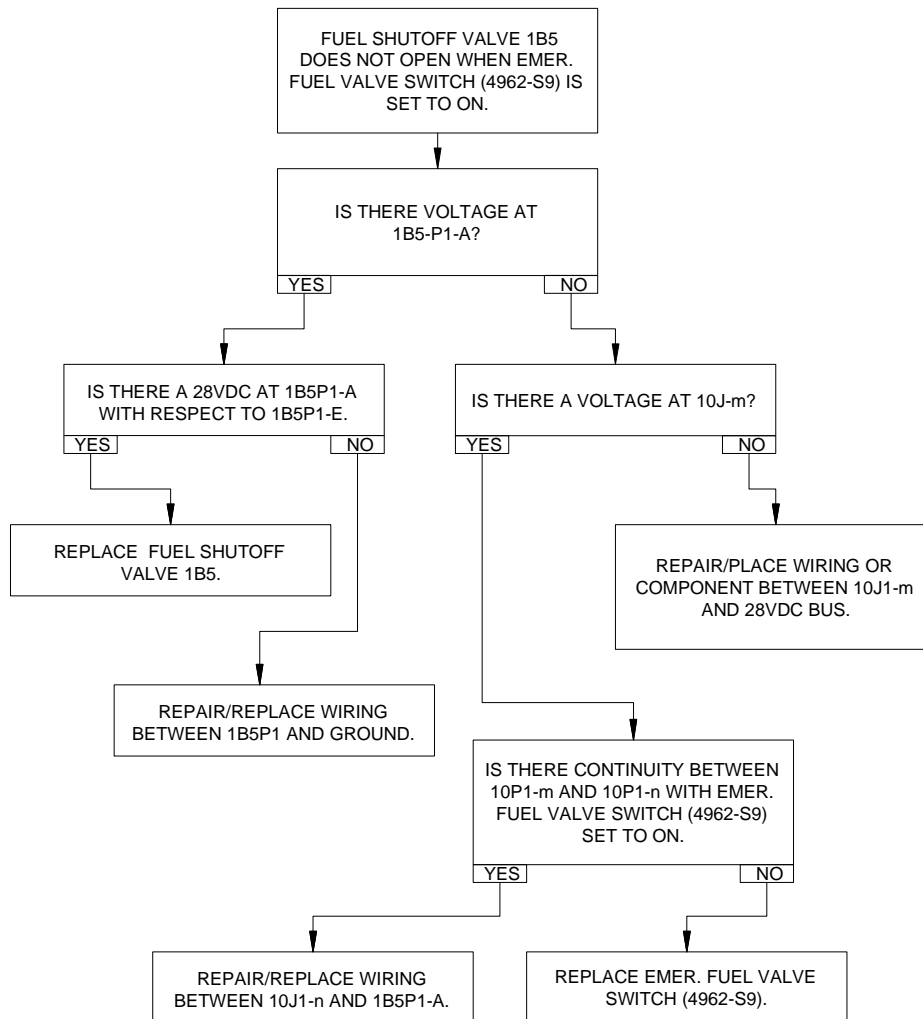 FUEL SHUTOFF VALVE 1B5
DOES NOT OPEN WHEN EMER.
FUEL VALVE SWITCH (4962-S9) IS
SET TO ON.
IS THERE VOLTAGE AT
1B5-P1-A?
YES
NO
IS THERE A 28VDC AT 1B5P1-A
WITH RESPECT TO 1B5P1-E.
YES
NO
IS THERE A VOLTAGE AT 10J-m?
YES
NO
REPLACE FUEL SHUTOFF
VALVE 1B5.
REPAIR/PLACE WIRING OR
COMPONENT BETWEEN 10J1-m
AND 28VDC BUS.
REPAIR/REPLACE WIRING
BETWEEN 1B5P1 AND GROUND.
IS THERE CONTINUITY BETWEEN
10P1-m AND 10P1-n WITH EMER.
FUEL VALVE SWITCH (4962-S9)
SET TO ON.
YES
NO
REPAIR/REPLACE WIRING
BETWEEN 10J1-n AND 1B5P1-A.
REPLACE EMER. FUEL VALVE
SWITCH (4962-S9).